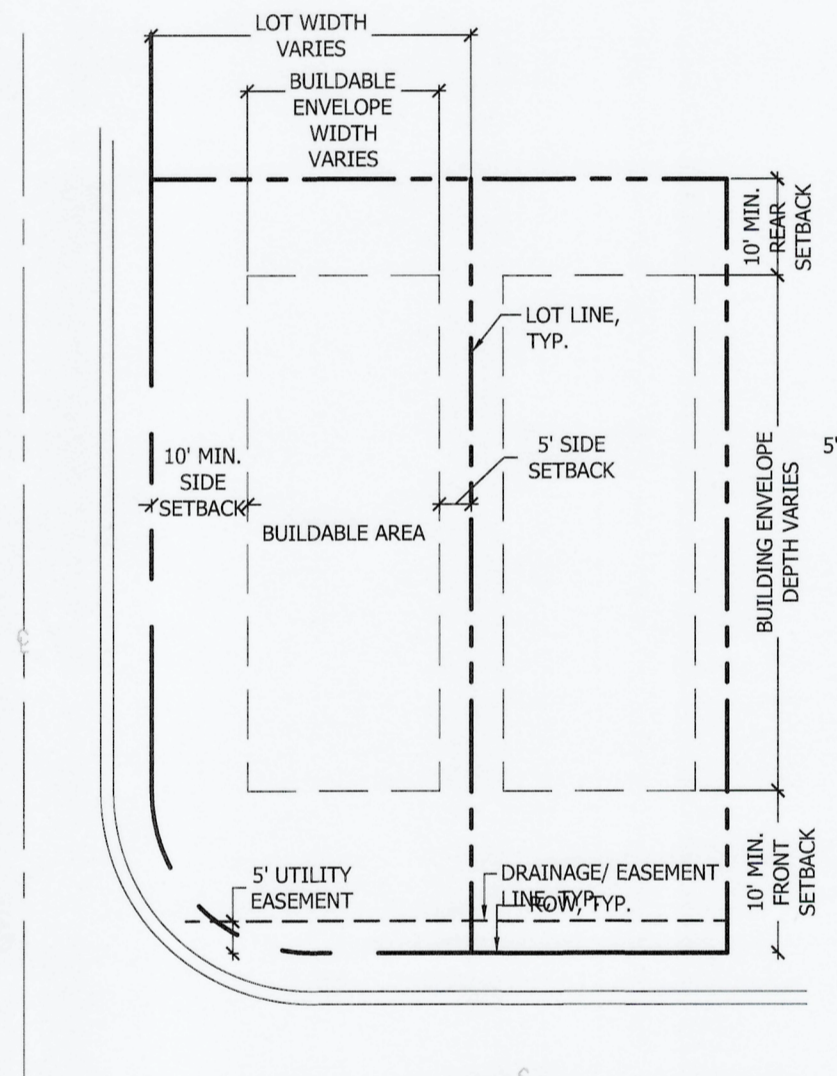 LOT WIDTH
VARIES
BUILDABLE
ENVELOPE
WIDTH
VARIES
10' MIN.
REAR
SETBACK
LOT LINE,
TYP.
5' SIDE
SETBACK
5'
10' MIN.
SIDE
SETBACK
BUILDABLE AREA
BUILDING ENVELOPE
DEPTH VARIES
5' UTILITY
EASEMENT
DRAINAGE/ EASEMENT
LINE, TYP.
ROW, TYP.
10' MIN.
FRONT
SETBACK